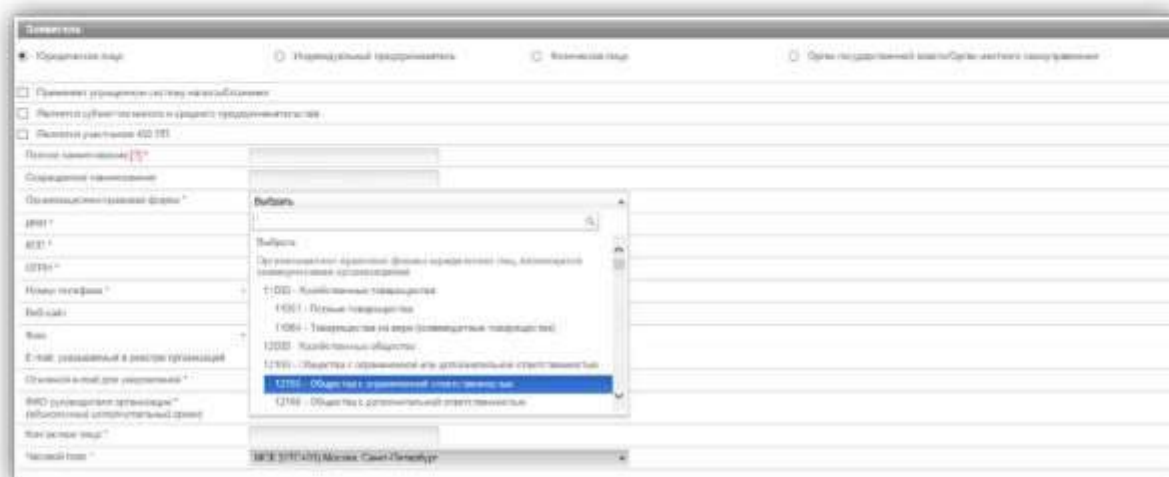 Заявитель
Юридическое лицо
Индивидуальный предприниматель
Физическое лицо
Орган государственной власти/Орган местного самоуправления
Применяет упрощенную систему налогообложения
Является субъектом малого и среднего предпринимательства
Является участником 450 ПП
Полное наименование [?] *
Сокращенное наименование
Организационно-правовая форма *
Выбрать
ИНН *
Выбрать
КПП *
Организационно-правовые формы юридических лиц, являющихся
коммерческими организациями
ОГРН *
11000 - Хозяйственные товарищества
Номер телефона *
11051 - Полные товарищества
Веб-сайт
11064 - Товарищества на вере (коммандитные товарищества)
Факс
12000 - Хозяйственные общества
E-mail, указываемый в реестре организаций
12100 - Общества с ограниченной или дополнительной ответственностью
Основной e-mail для уведомлений *
12165 - Общества с ограниченной ответственностью
ФИО руководителя организации *
12166 - Общества с дополнительной ответственностью
(единоличный исполнительный орган)
Контактное лицо *
Часовой пояс *
МСК (UTC+03) Москва, Санкт-Петербург